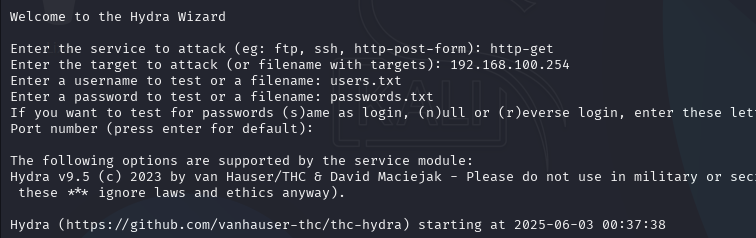 Welcome to the Hydra Wizard
Enter the service to attack (eg: ftp, ssh, http-post-form): http-get
Enter the target to attack (or filename with targets): 192.168.100.254
Enter a username to test or a filename: users.txt
Enter a password to test or a filename: passwords.txt
If you want to test for passwords (s)ame as login, (n)ull or (r)everse login, enter these let
Port number (press enter for default):
The following options are supported by the service module:
Hydra v9.5 (c) 2023 by van Hauser/THC & David Maciejak - Please do not use in military or sec
these *** ignore laws and ethics anyway).
Hydra (https://github.com/vanhauser-thc/thc-hydra) starting at 2025-06-03 00:37:38